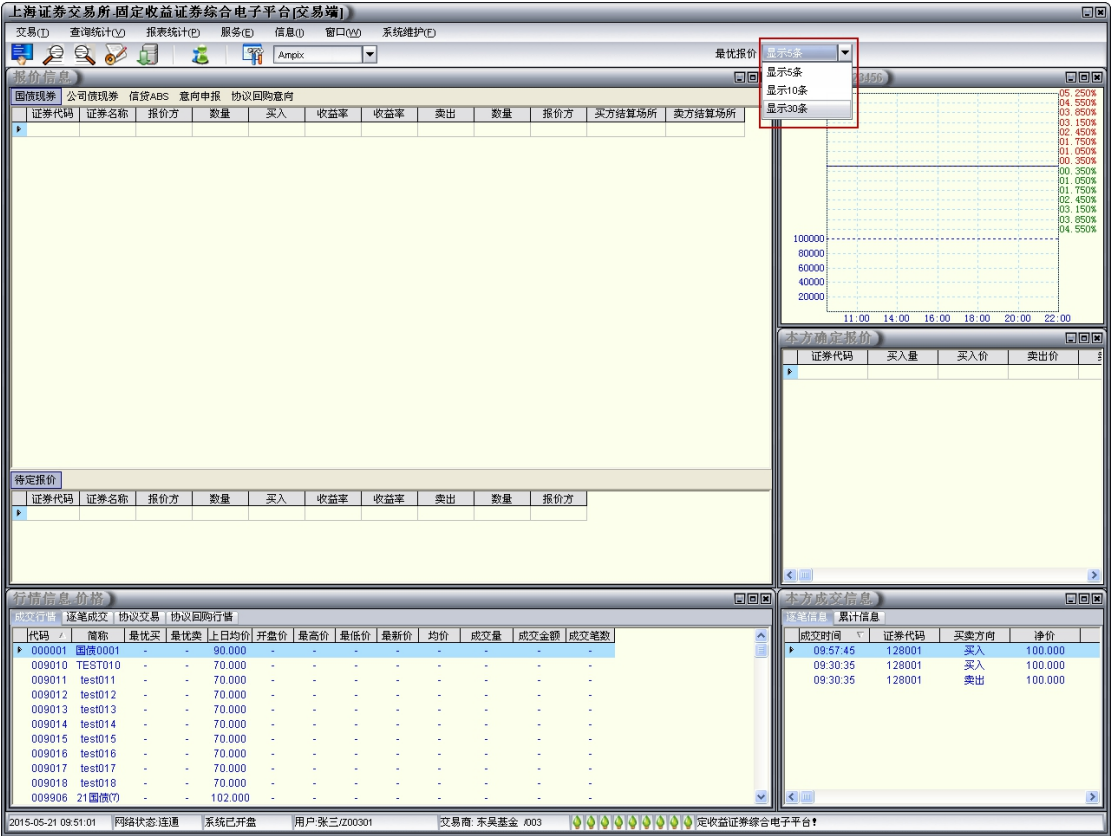 上海证券交易所-固定收益证券综合电子平台[交易端]
交易(T) 查询统计(V) 报表统计(P) 服务(E) 信息(I) 窗口(W) 系统维护(F)
Ampix 最优报价 显示5条
显示5条
显示10条
显示30条
报价信息 23456)
国债现券 公司债现券 信贷ABS 意向申报 协议回购意向
证券代码 证券名称 报价方 数量 买入 收益率 收益率 卖出 数量 报价方 买方结算场所 卖方结算场所
05.250%
04.550%
03.850%
03.150%
02.450%
01.750%
01.050%
00.350%
00.350%
01.050%
01.750%
02.450%
03.150%
03.850%
04.550%
100000
80000
60000
40000
20000
11:00 14:00 16:00 18:00 20:00 22:00
本方确定报价
证券代码 买入量 买入价 卖出价
待定报价
证券代码 证券名称 报价方 数量 买入 收益率 收益率 卖出 数量 报价方
行情信息 价格
成交行情 逐笔成交 协议交易 协议回购行情
代码 简称 最优买 最优卖 上日均价 开盘价 最高价 最低价 最新价 均价 成交量 成交金额 成交笔数
000001 国债0001 - - 90.000 - - - - - - - -
009010 TEST010 - - 70.000 - - - - - - - -
009011 test011 - - 70.000 - - - - - - - -
009012 test012 - - 70.000 - - - - - - - -
009013 test013 - - 70.000 - - - - - - - -
009014 test014 - - 70.000 - - - - - - - -
009015 test015 - - 70.000 - - - - - - - -
009016 test016 - - 70.000 - - - - - - - -
009017 test017 - - 70.000 - - - - - - - -
009018 test018 - - 70.000 - - - - - - - -
009906 21国债(7) - - 102.000 - - - - - - - -
本方成交信息
逐笔信息 累计信息
成交时间 证券代码 买卖方向 净价
09:57:45 128001 买入 100.000
09:30:35 128001 买入 100.000
09:30:35 128001 卖出 100.000
2015-05-21 09:51:01 网络状态:连通 系统已开盘 用户:张三/Z00301 交易商: 东吴基金 /003 定收益证券综合电子平台!